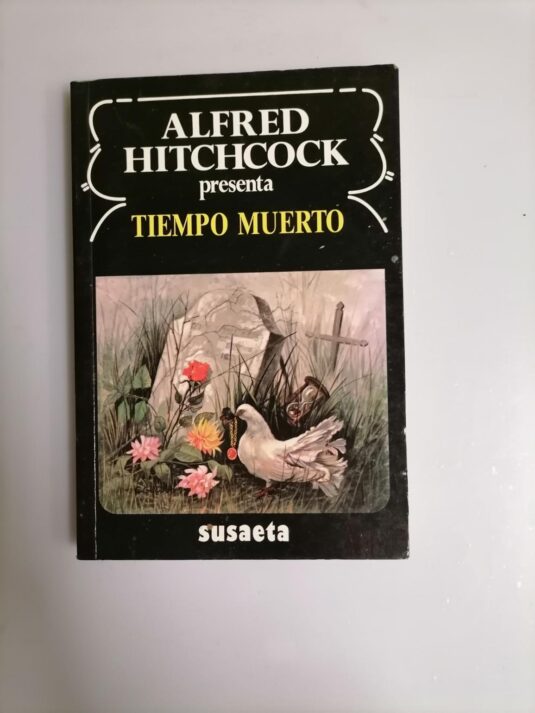 ALFRED
HITCHCOCK
presenta
TIEMPO MUERTO
susaeta